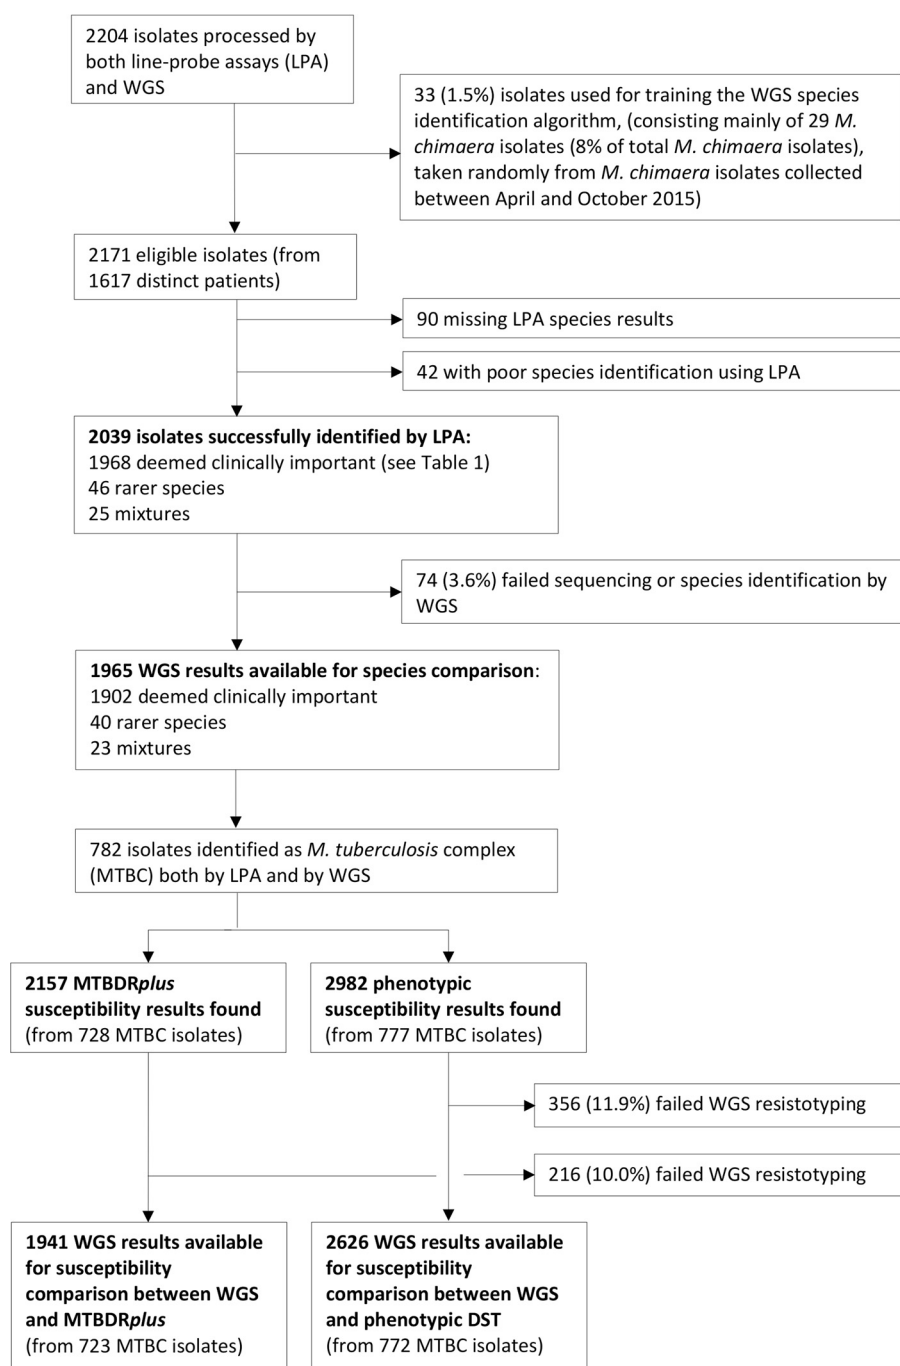 2204 isolates processed by
both line-probe assays (LPA)
and WGS
33 (1.5%) isolates used for training the WGS species
identification algorithm, (consisting mainly of 29 M.
chimaera isolates (8% of total M. chimaera isolates),
taken randomly from M. chimaera isolates collected
between April and October 2015)
2171 eligible isolates (from
1617 distinct patients)
90 missing LPA species results
42 with poor species identification using LPA
2039 isolates successfully identified by LPA:
1968 deemed clinically important (see Table 1)
46 rarer species
25 mixtures
74 (3.6%) failed sequencing or species identification by
WGS
1965 WGS results available for species comparison:
1902 deemed clinically important
40 rarer species
23 mixtures
782 isolates identified as M. tuberculosis complex
(MTBC) both by LPA and by WGS
2157 MTBDRplus
susceptibility results found
(from 728 MTBC isolates)
2982 phenotypic
susceptibility results found
(from 777 MTBC isolates)
356 (11.9%) failed WGS resistotyping
216 (10.0%) failed WGS resistotyping
1941 WGS results available
for susceptibility
comparison between WGS
and MTBDRplus
(from 723 MTBC isolates)
2626 WGS results available
for susceptibility
comparison between WGS
and phenotypic DST
(from 772 MTBC isolates)